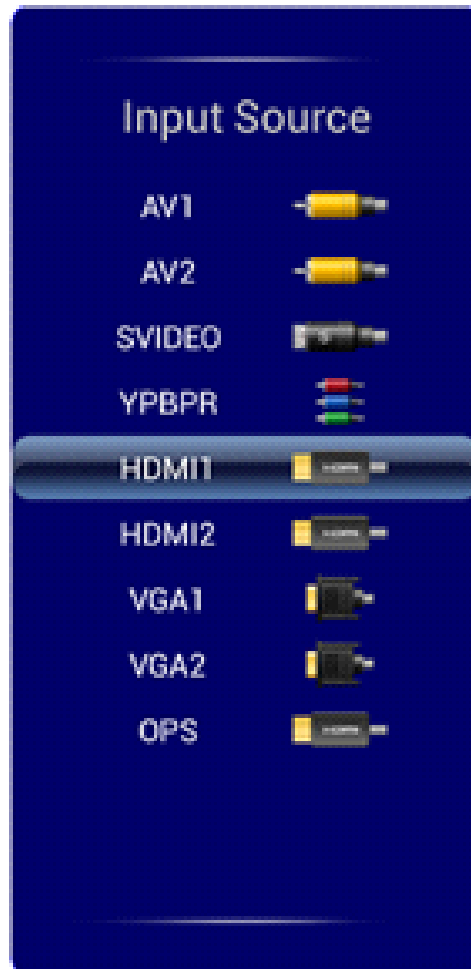 Input Source
AV1
AV2
SVIDEO
YPBPR
HDMI1
HDMI2
VGA1
VGA2
OPS